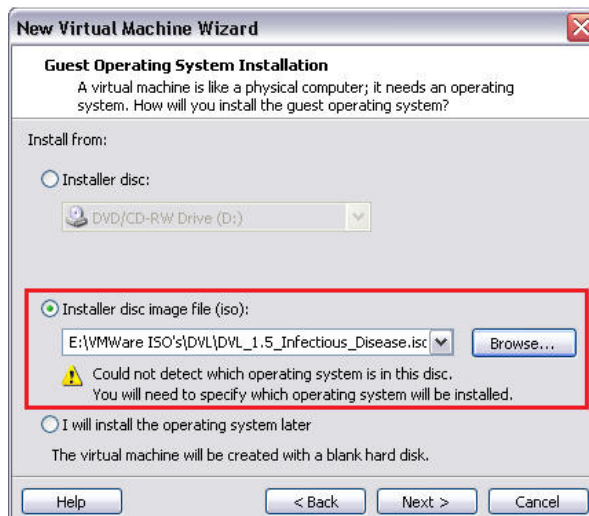 New Virtual Machine Wizard
Guest Operating System Installation
A virtual machine is like a physical computer; it needs an operating
system. How will you install the guest operating system?
Install from:
Installer disc:
DVD/CD-RW Drive (D:)
Installer disc image file (iso):
E:\VMWare ISO's\DVL\DVL_1.5_Infectious_Disease.isc
Browse...
Could not detect which operating system is in this disc.
You will need to specify which operating system will be installed.
I will install the operating system later
The virtual machine will be created with a blank hard disk.
Help
< Back
Next >
Cancel